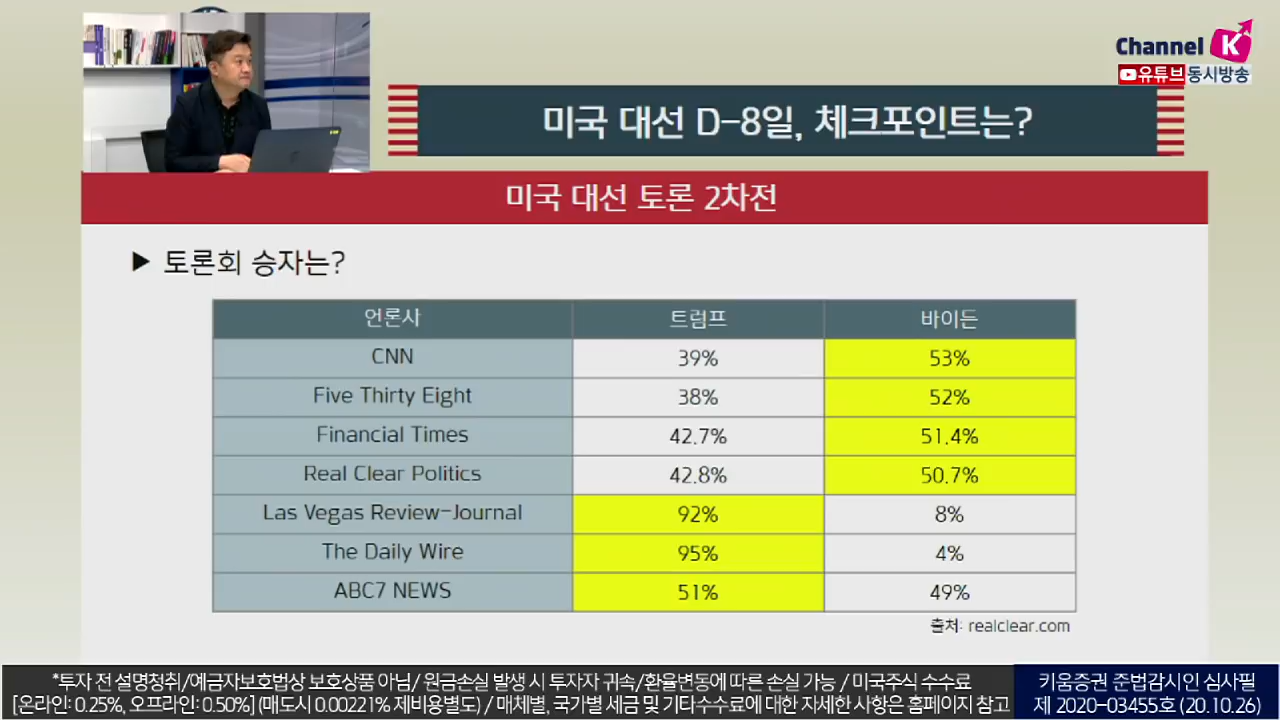 Channel K
유튜브 동시방송
미국 대선 D-8일, 체크포인트는?
미국 대선 토론 2차전
▶ 토론회 승자는?
언론사 트럼프 바이든
CNN 39% 53%
Five Thirty Eight 38% 52%
Financial Times 42.7% 51.4%
Real Clear Politics 42.8% 50.7%
Las Vegas Review-Journal 92% 8%
The Daily Wire 95% 4%
ABC7 NEWS 51% 49%
출처: realclear.com
*투자 전 설명청취/예금자보호법상 보호상품 아님/ 원금손실 발생 시 투자자 귀속/환율변동에 따른 손실 가능 / 미국주식 수수료
[온라인: 0.25%, 오프라인: 0.50%] (매도시 0.00221% 제비용별도) / 매체별, 국가별 세금 및 기타수수료에 대한 자세한 사항은 홈페이지 참고
키움증권 준법감시인 심사필
제 2020-03455호 (20.10.26)